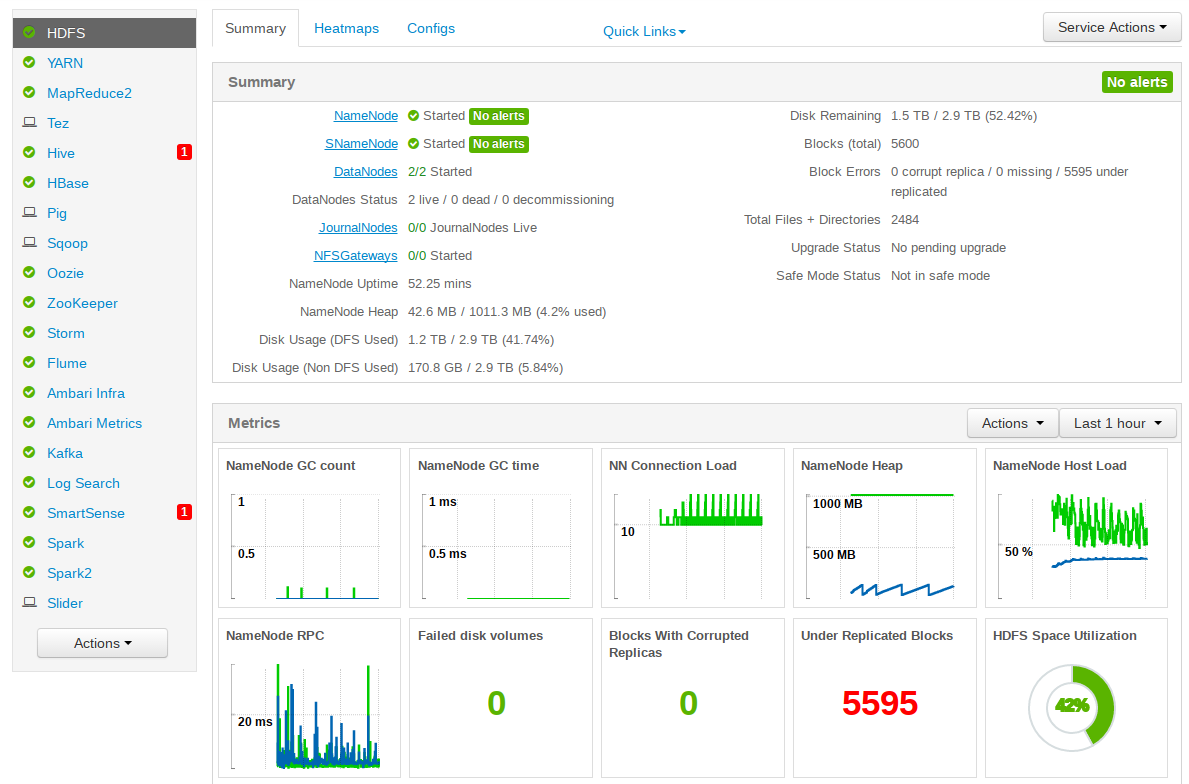 HDFS
YARN
MapReduce2
Tez
Hive 1
HBase
Pig
Sqoop
Oozie
ZooKeeper
Storm
Flume
Ambari Infra
Ambari Metrics
Kafka
Log Search
SmartSense 1
Spark
Spark2
Slider
Actions
Summary Heatmaps Configs Quick Links Service Actions
Summary No alerts
NameNode Started No alerts
SNameNode Started No alerts
DataNodes 2/2 Started
DataNodes Status 2 live / 0 dead / 0 decommissioning
JournalNodes 0/0 JournalNodes Live
NFSGateways 0/0 Started
NameNode Uptime 52.25 mins
NameNode Heap 42.6 MB / 1011.3 MB (4.2% used)
Disk Usage (DFS Used) 1.2 TB / 2.9 TB (41.74%)
Disk Usage (Non DFS Used) 170.8 GB / 2.9 TB (5.84%)
Disk Remaining 1.5 TB / 2.9 TB (52.42%)
Blocks (total) 5600
Block Errors 0 corrupt replica / 0 missing / 5595 under
replicated
Total Files + Directories 2484
Upgrade Status No pending upgrade
Safe Mode Status Not in safe mode
Metrics Actions Last 1 hour
NameNode GC count
1
0.5
NameNode GC time
1 ms
0.5 ms
NN Connection Load
10
NameNode Heap
1000 MB
500 MB
NameNode Host Load
50 %
NameNode RPC
20 ms
Failed disk volumes
0
Blocks With Corrupted
Replicas
0
Under Replicated Blocks
5595
HDFS Space Utilization
42%